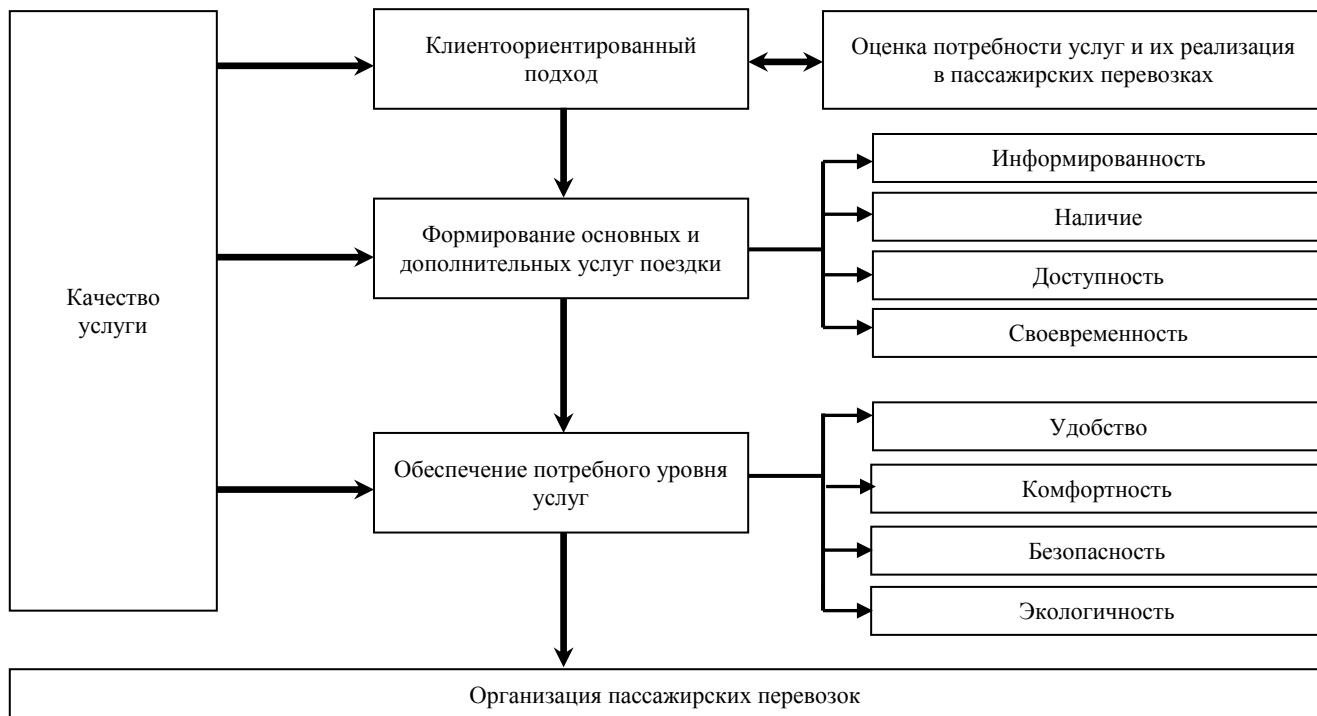 Клиентоориентированный
подход
Оценка потребности услуг и их реализация
в пассажирских перевозках
Информированность
Наличие
Формирование основных и
дополнительных услуг поездки
Доступность
Своевременность
Качество
услуги
Удобство
Обеспечение потребного уровня
услуг
Комфортность
Безопасность
Экологичность
Организация пассажирских перевозок